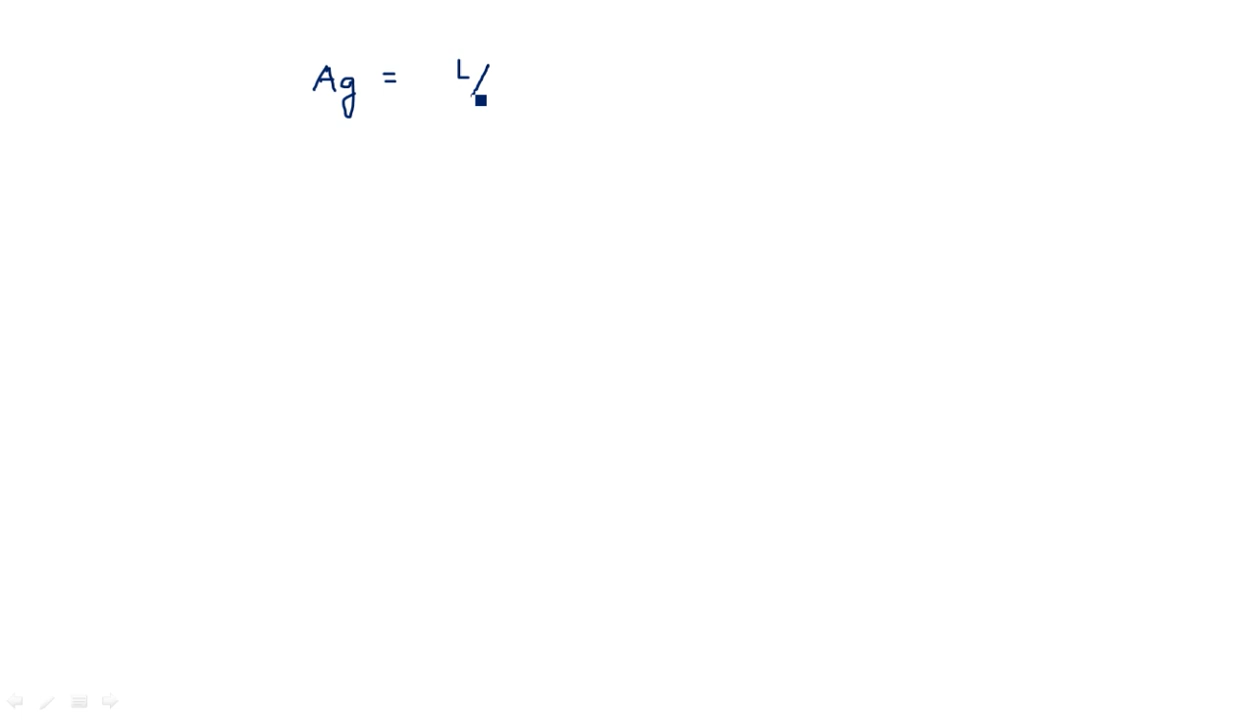 Ag = L/